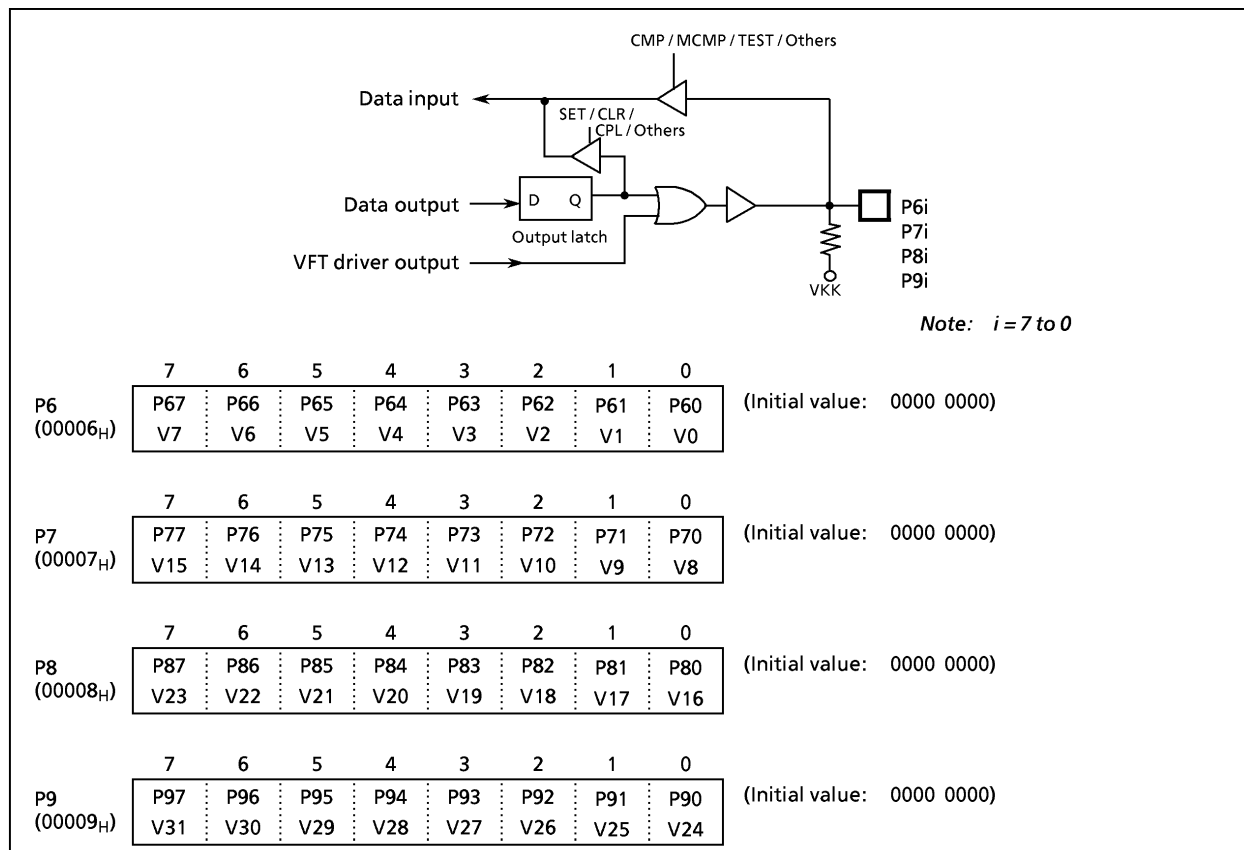 CMP / MCMP / TEST / Others
Data input
SET / CLR /
CPL / Others
Data output
D Q
Output latch
VFT driver output
P6i
P7i
P8i
P9i
VKK
Note: i = 7 to 0
7 6 5 4 3 2 1 0
P6 (00006H)
P67 P66 P65 P64 P63 P62 P61 P60
(Initial value: 0000 0000)
V7 V6 V5 V4 V3 V2 V1 V0
7 6 5 4 3 2 1 0
P7 (00007H)
P77 P76 P75 P74 P73 P72 P71 P70
(Initial value: 0000 0000)
V15 V14 V13 V12 V11 V10 V9 V8
7 6 5 4 3 2 1 0
P8 (00008H)
P87 P86 P85 P84 P83 P82 P81 P80
(Initial value: 0000 0000)
V23 V22 V21 V20 V19 V18 V17 V16
7 6 5 4 3 2 1 0
P9 (00009H)
P97 P96 P95 P94 P93 P92 P91 P90
(Initial value: 0000 0000)
V31 V30 V29 V28 V27 V26 V25 V24